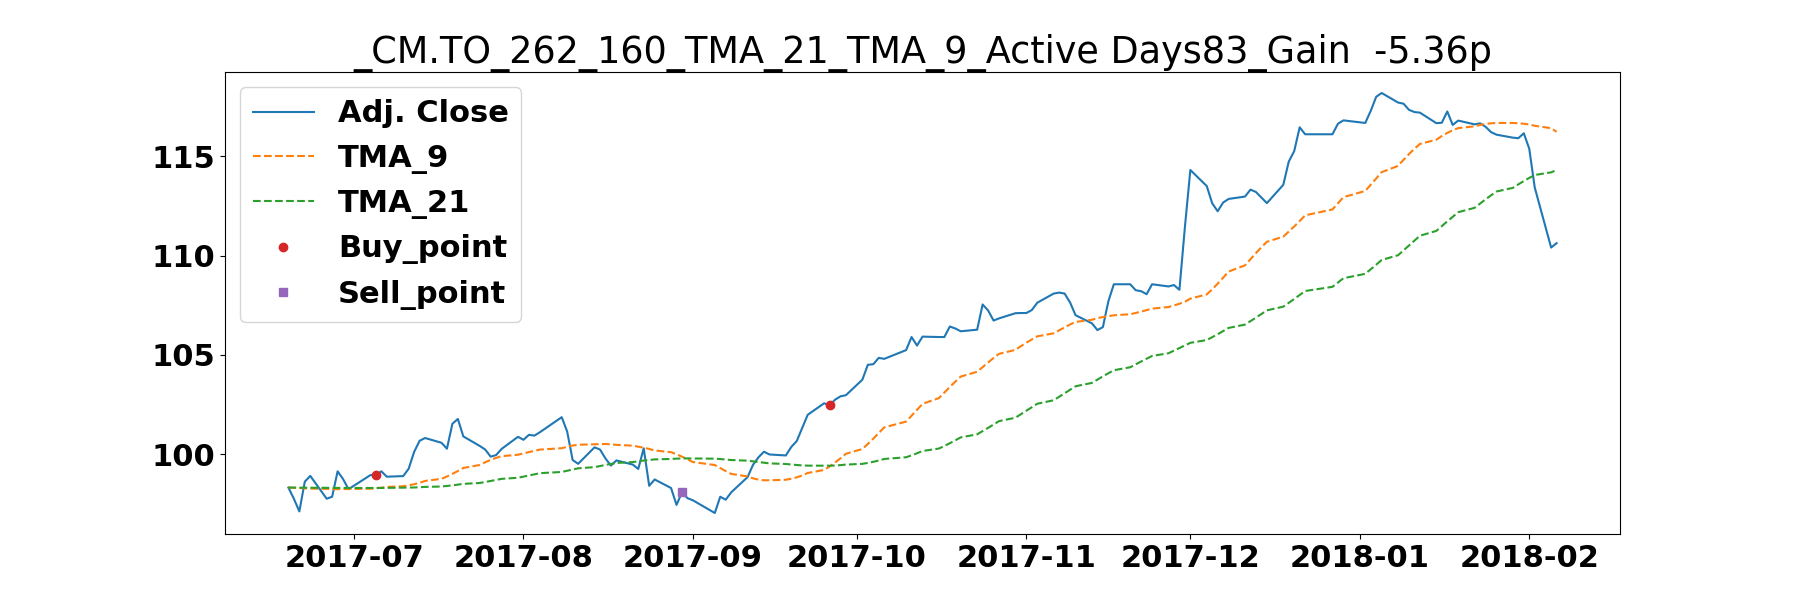 _CM.TO_262_160_TMA_21_TMA_9_Active Days83_Gain  -5.36p
Adj. Close
TMA_9
TMA_21
Buy_point
Sell_point
115
110
105
100
2017-07 2017-08 2017-09 2017-10 2017-11 2017-12 2018-01 2018-02